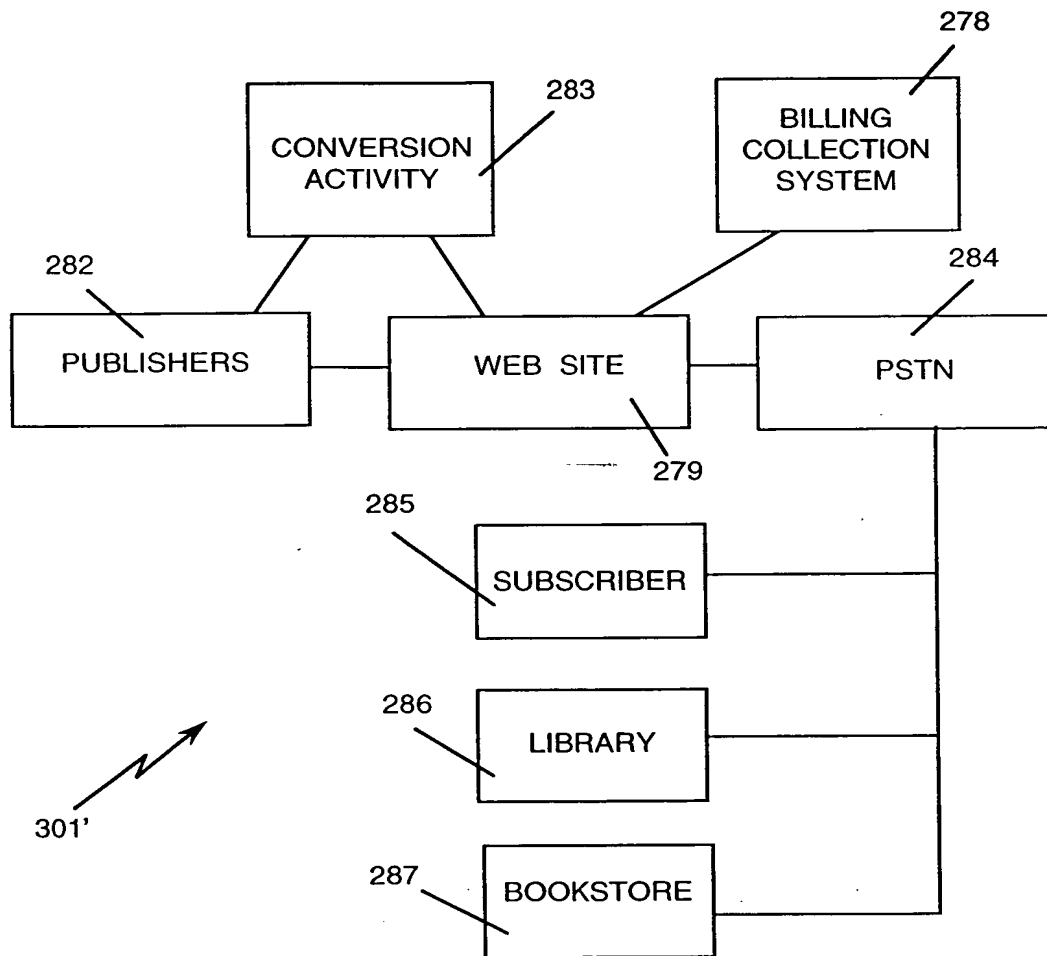 278
283
CONVERSION
ACTIVITY
BILLING
COLLECTION
SYSTEM
282
284
PUBLISHERS
WEB SITE
PSTN
279
285
SUBSCRIBER
286
LIBRARY
301'
287
BOOKSTORE